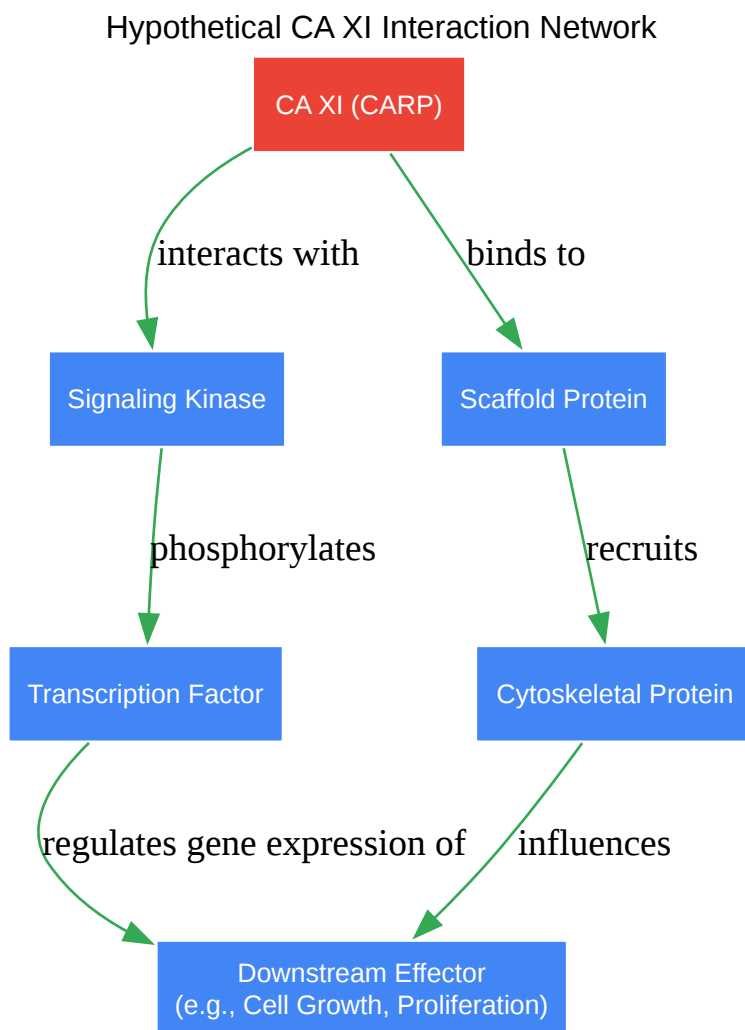 Hypothetical CA XI Interaction Network
CA XI (CARP)
interacts with
binds to
Signaling Kinase
Scaffold Protein
phosphorylates
recruits
Transcription Factor
Cytoskeletal Protein
regulates gene expression of
influences
Downstream Effector
(e.g., Cell Growth, Proliferation)